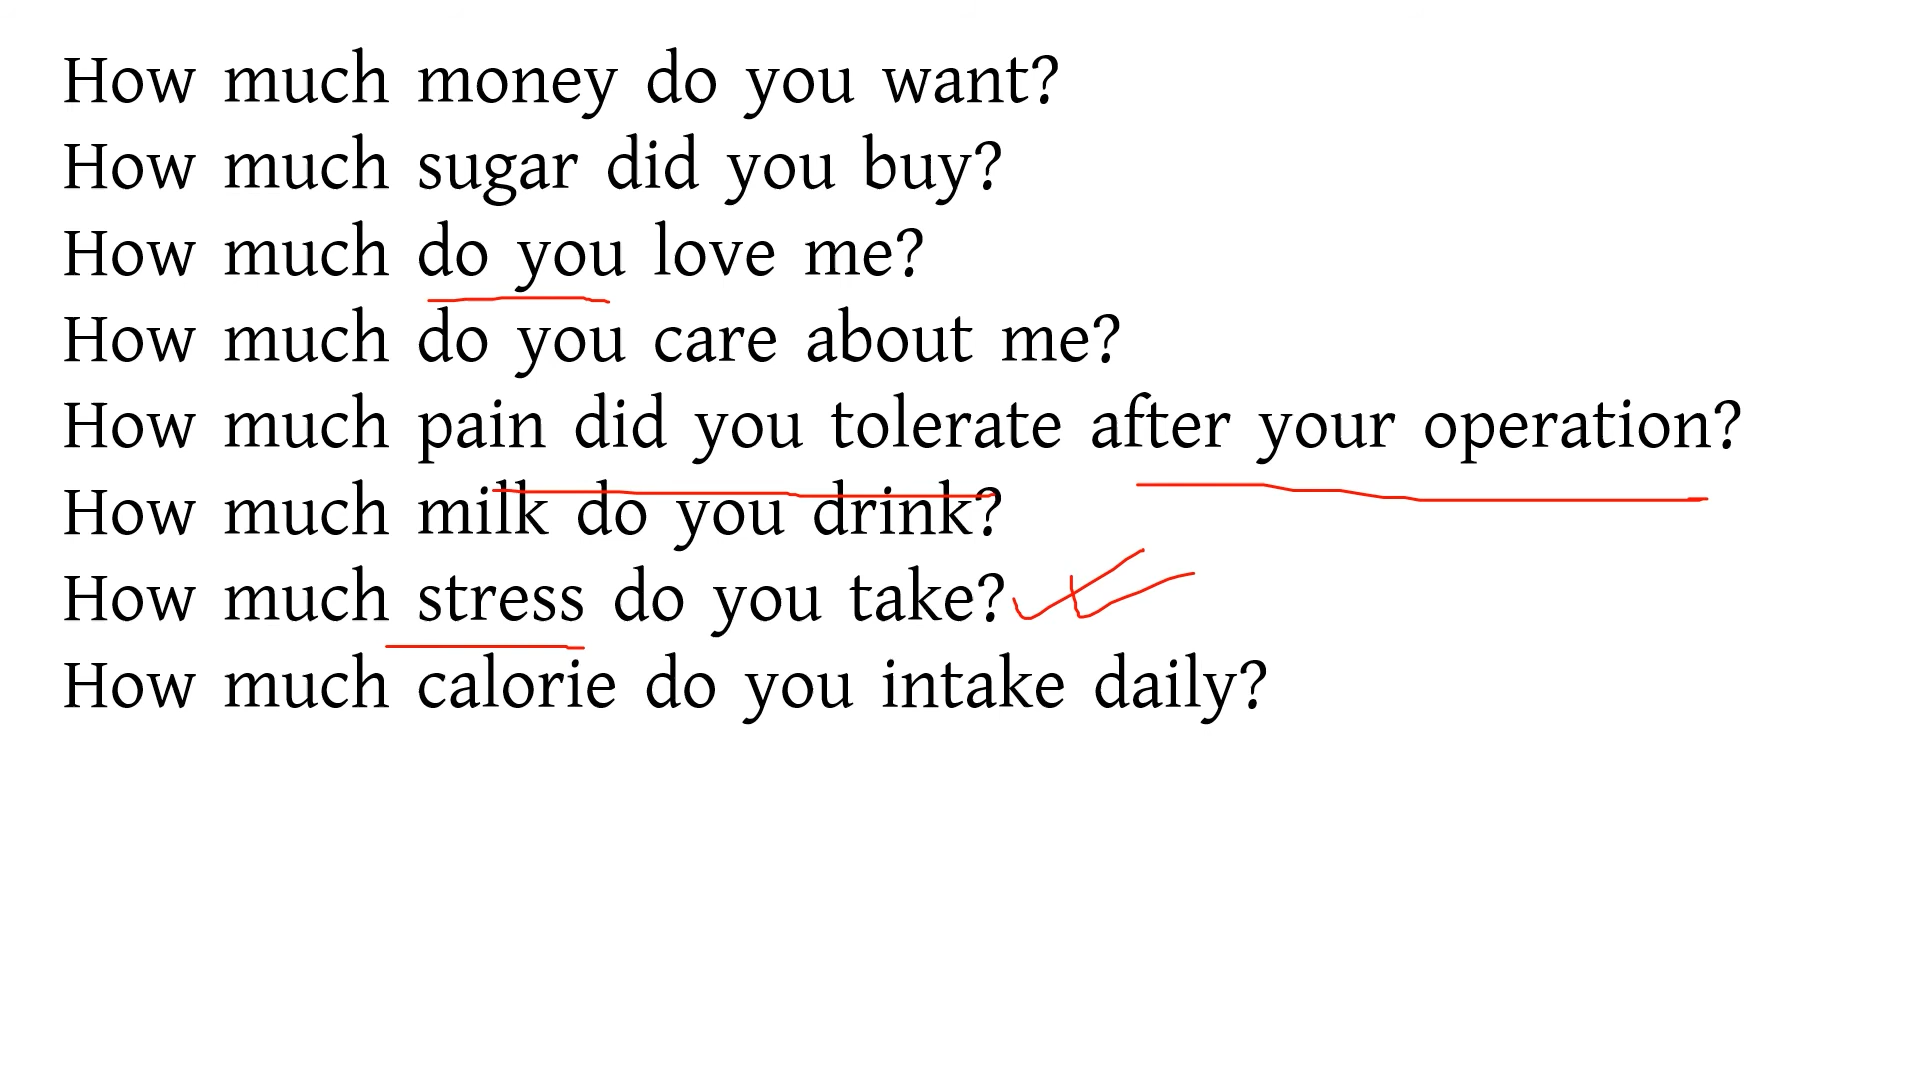 How much money do you want?
How much sugar did you buy?
How much do you love me?
How much do you care about me?
How much pain did you tolerate after your operation?
How much milk do you drink?
How much stress do you take?
How much calorie do you intake daily?